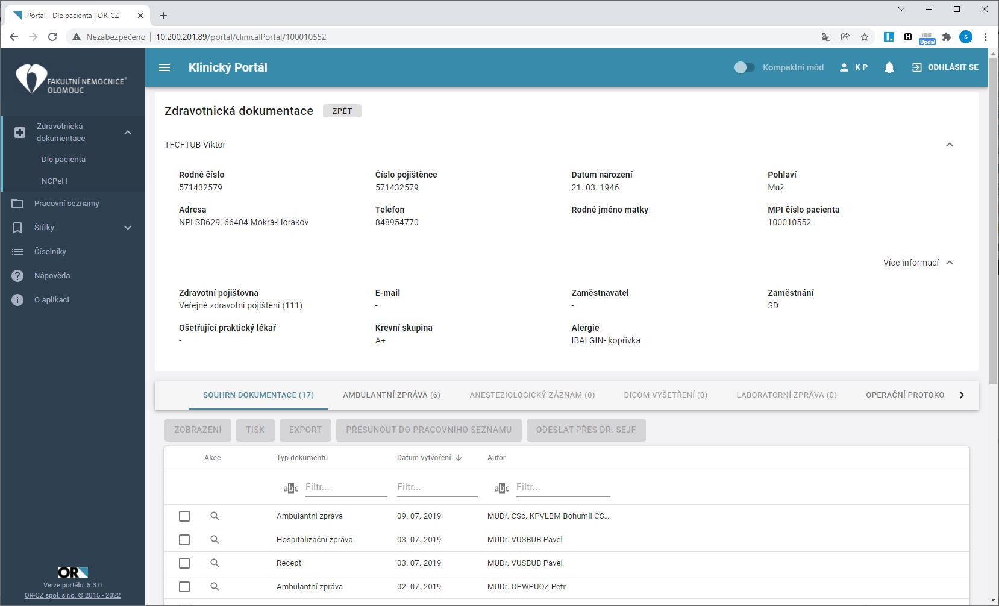 Portál - Dle pacienta | OR-CZ
Nezabezpečeno
10.200.201.89/portal/clinicalPortal/100010552
Updat
s
FAKULTNÍ NEMOCNICE®
OLOMOUC
Klinický Portál
Kompaktní mód
K P
ODHLÁSIT SE
Zdravotnická
dokumentace
Dle pacienta
NCPeH
Pracovní seznamy
Štítky
Číselníky
Nápověda
O aplikaci
OR
Verze portálu: 5.3.0
OR-CZ spol. s r.o. © 2015 - 2022
Zdravotnická dokumentace
ZPĚT
TFCFTUB Viktor
Rodné číslo
571432579
Číslo pojištěnce
571432579
Datum narození
21. 03. 1946
Pohlaví
Muž
Adresa
NPLSB629, 66404 Mokrá-Horákov
Telefon
848954770
Rodné jméno matky
MPI číslo pacienta
100010552
Více informací
Zdravotní pojišťovna
Veřejné zdravotní pojištění (111)
E-mail
-
Zaměstnavatel
-
Zaměstnání
SD
Ošetřující praktický lékař
-
Krevní skupina
A+
Alergie
IBALGIN- kopřivka
SOUHRN DOKUMENTACE (17)
AMBULANTNÍ ZPRÁVA (6)
ANESTEZIOLOGICKÝ ZÁZNAM (0)
DICOM VYŠETŘENÍ (0)
LABORATORNÍ ZPRÁVA (0)
OPERAČNÍ PROTOKO
ZOBRAZENÍ
TISK
EXPORT
PŘESUNOUT DO PRACOVNÍHO SEZNAMU
ODESLAT PŘES DR. SEJF
Akce
Typ dokumentu
Datum vytvoření
Autor
abc Filtr...
Filtr...
abc Filtr...
Ambulantní zpráva
09. 07. 2019
MUDr. CSc. KPVLBM Bohumil CS...
Hospitalizační zpráva
03. 07. 2019
MUDr. VUSBUB Pavel
Recept
03. 07. 2019
MUDr. VUSBUB Pavel
Ambulantní zpráva
02. 07. 2019
MUDr. OPWPUOZ Petr